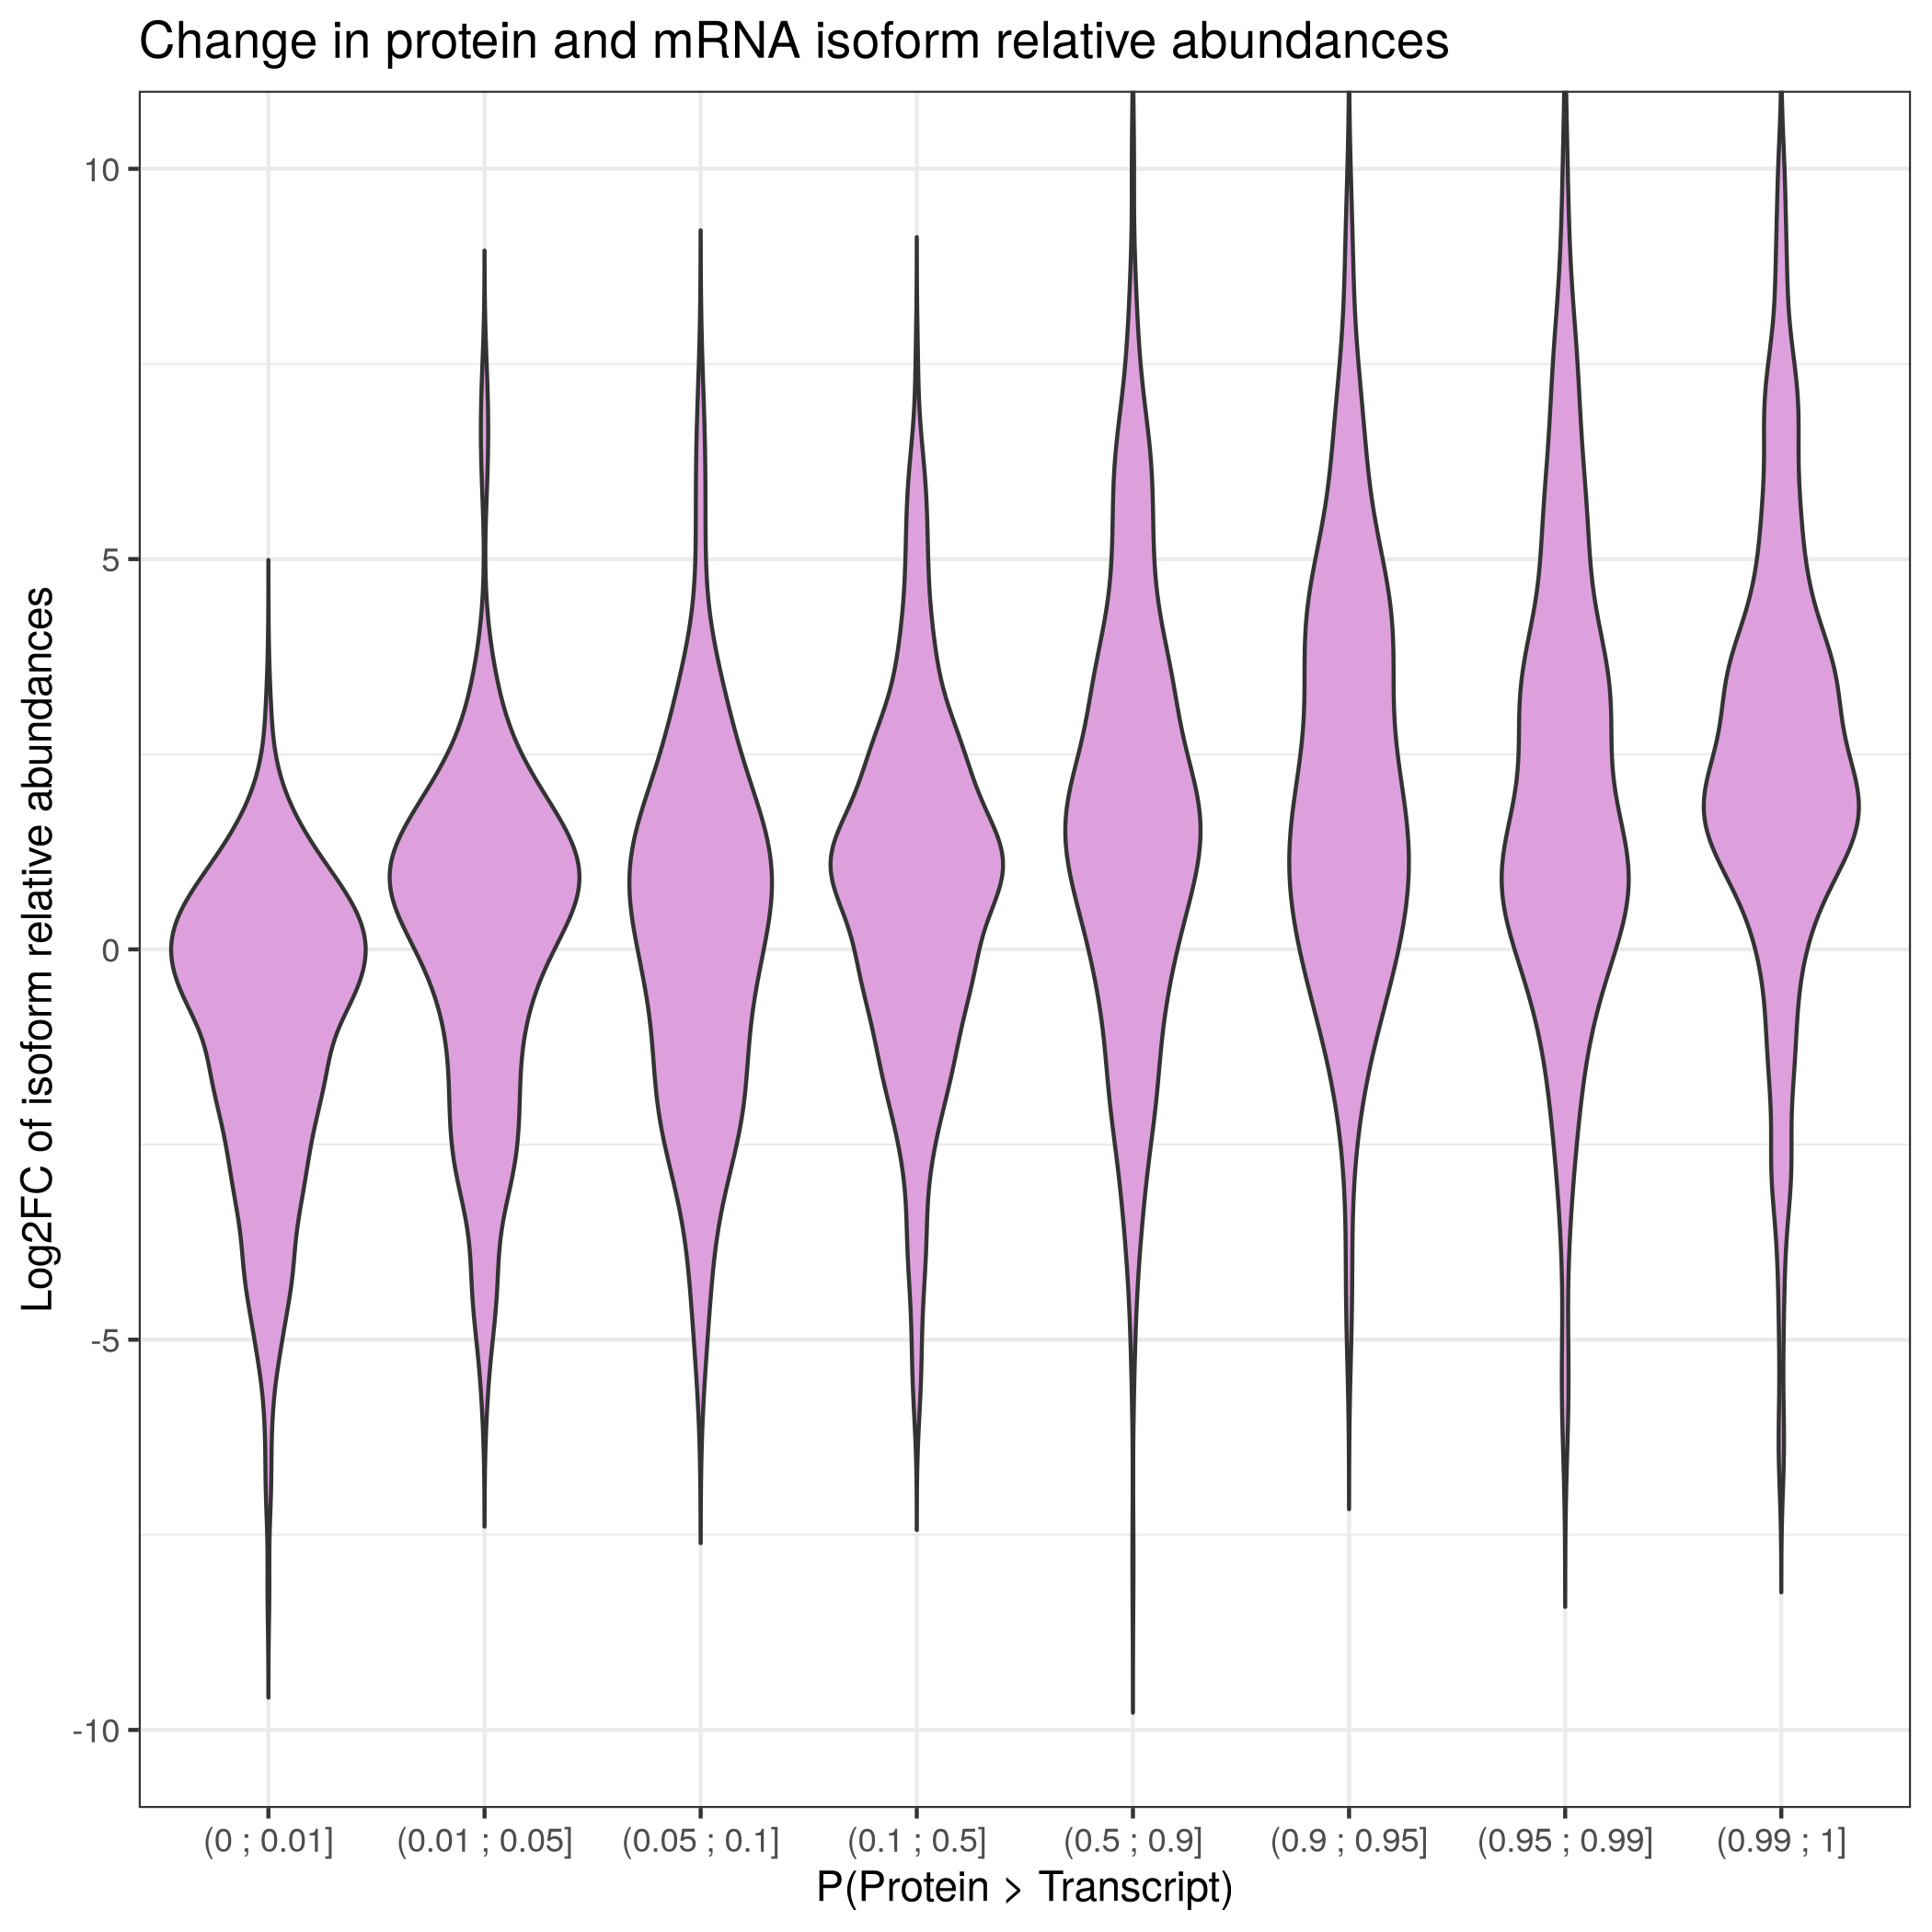 Change in protein and mRNA isoform relative abundances
Log2FC of isoform relative abundances
10
5
0
-5
-10
(0 ; 0.01] (0.01 ; 0.05] (0.05 ; 0.1] (0.1 ; 0.5] (0.5 ; 0.9] (0.9 ; 0.95] (0.95 ; 0.99] (0.99 ; 1]
P(Protein > Transcript)